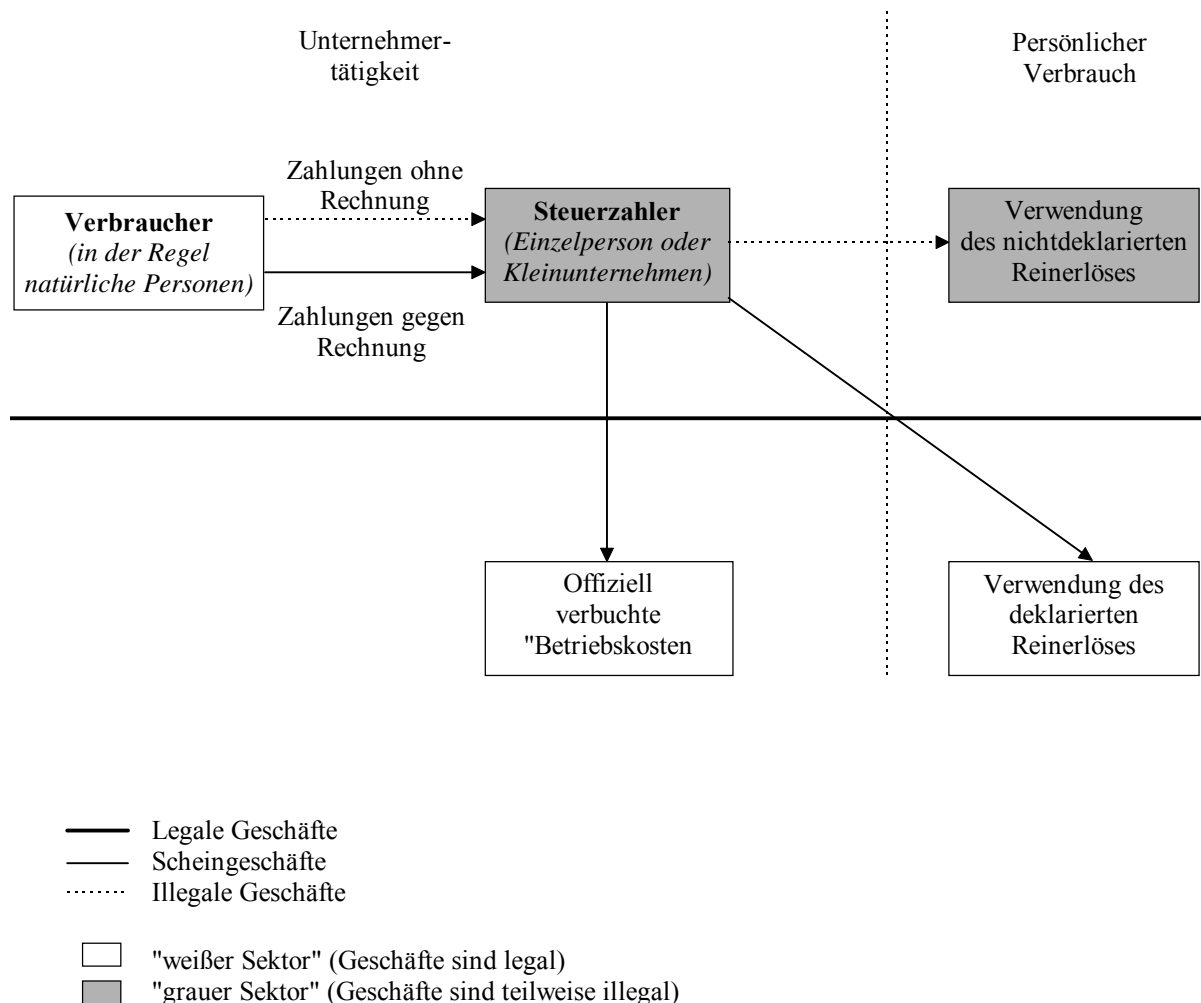 Unternehmer-
tätigkeit
Persönlicher
Verbrauch
Zahlungen ohne
Rechnung
Verbraucher
(in der Regel
natürliche Personen)
Steuerzahler
(Einzelperson oder
Kleinunternehmen)
Verwendung
des nichtdeklarierten
Reinerlöses
Zahlungen gegen
Rechnung
Offiziell
verbuchte
"Betriebskosten
Verwendung des
deklarierten
Reinerlöses
Legale Geschäfte
Scheingeschäfte
Illegale Geschäfte
"weißer Sektor" (Geschäfte sind legal)
"grauer Sektor" (Geschäfte sind teilweise illegal)